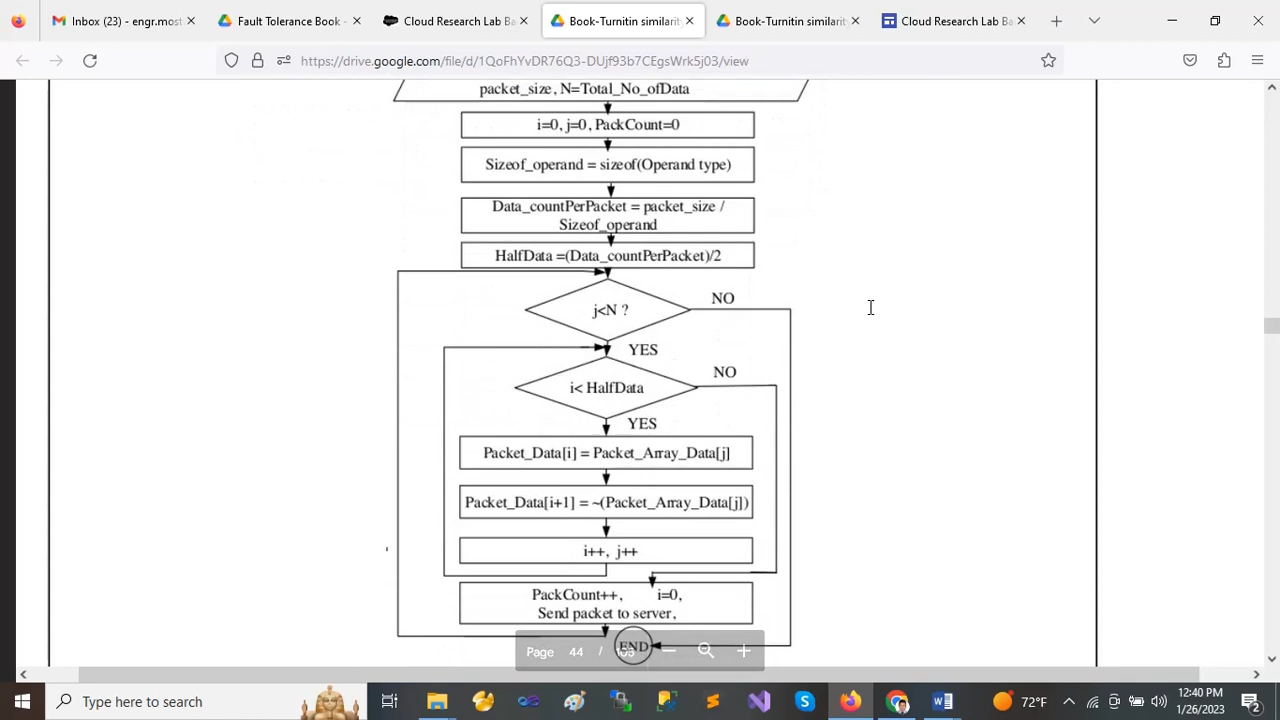 Inbox (23) - engr.most
Fault Tolerance Book -
Cloud Research Lab Ba
Book-Turnitin similarit
Book-Turnitin similarit
Cloud Research Lab Ba
https://drive.google.com/file/d/1QoFhYvDR76Q3-DUjf93b7CEgsWrk5j03/view
packet_size, N=Total_No_ofData
i=0, j=0, PackCount=0
Sizeof_operand = sizeof(Operand type)
Data_countPerPacket = packet_size /
Sizeof_operand
HalfData =(Data_countPerPacket)/2
j<N ?
NO
YES
i< HalfData
NO
YES
Packet_Data[i] = Packet_Array_Data[j]
Packet_Data[i+1] = ~(Packet_Array_Data[j])
i++, j++
PackCount++, i=0,
Send packet to server,
END
Page 44 /
Type here to search
72°F
12:40 PM
1/26/2023
2